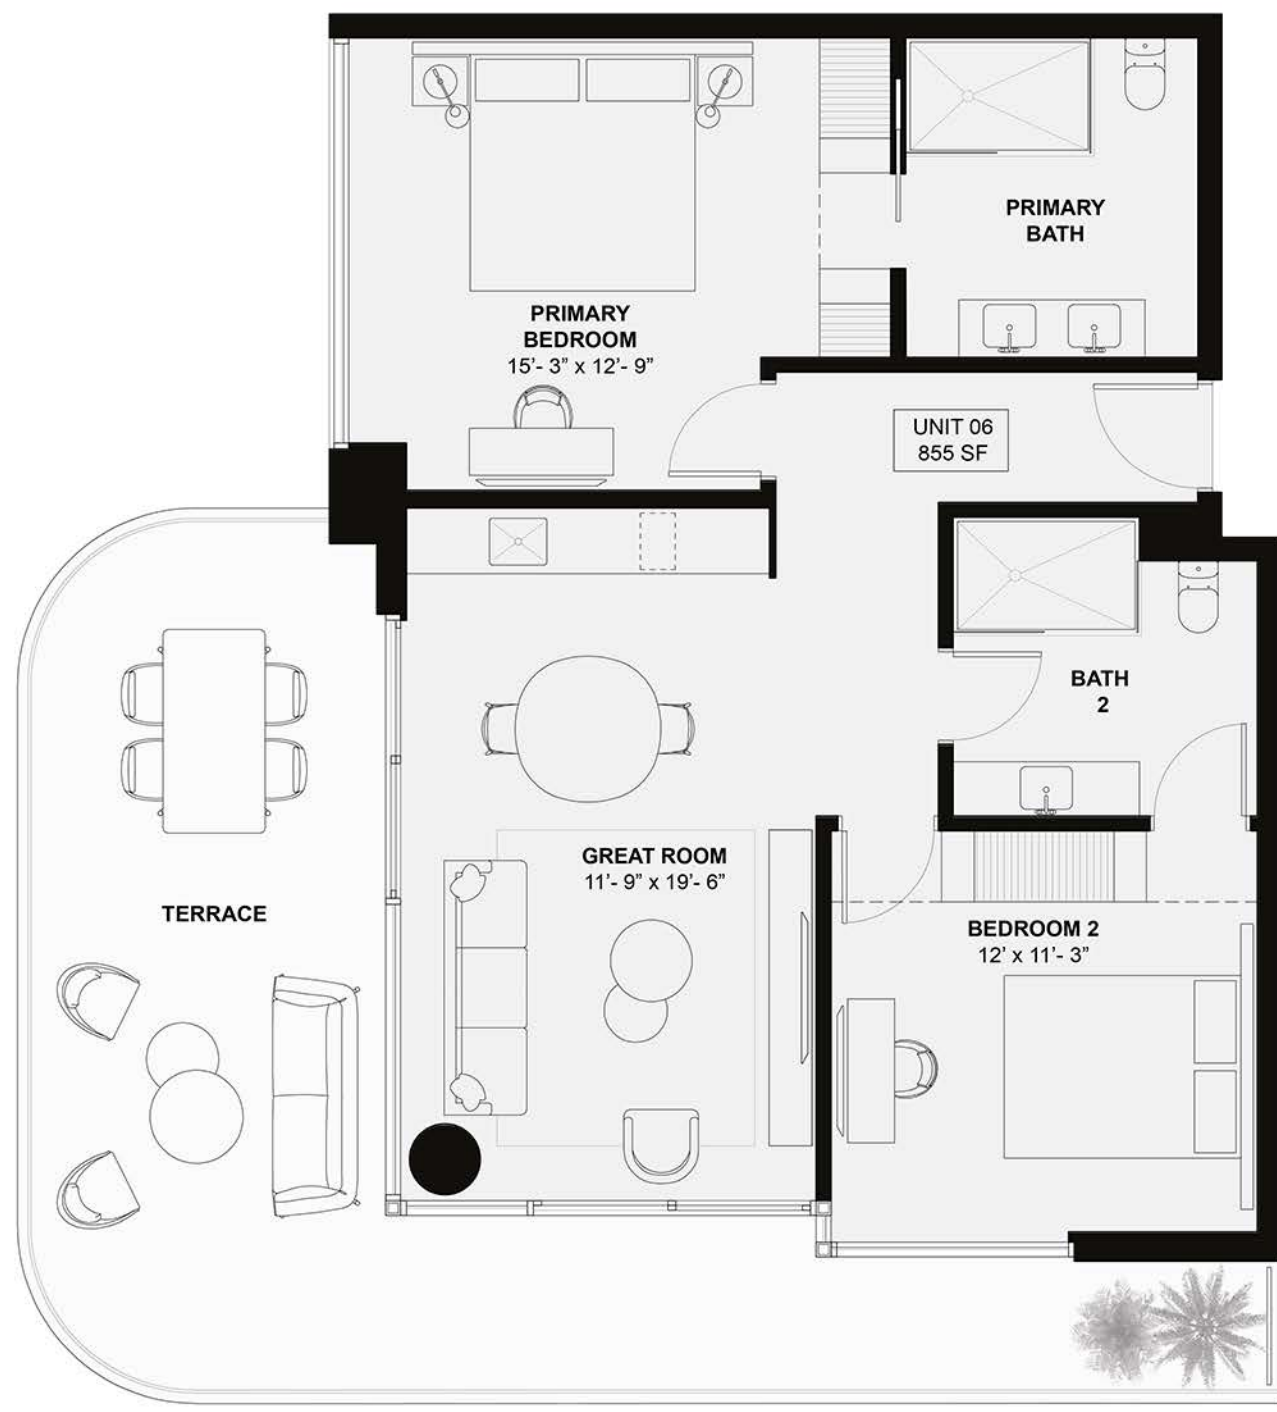 PRIMARY
BATH
PRIMARY
BEDROOM
15’- 3” x 12’- 9”
UNIT 06
855 SF
BATH
2
GREAT ROOM
11’- 9” x 19’- 6”
TERRACE
BEDROOM 2
12’ x 11’- 3”